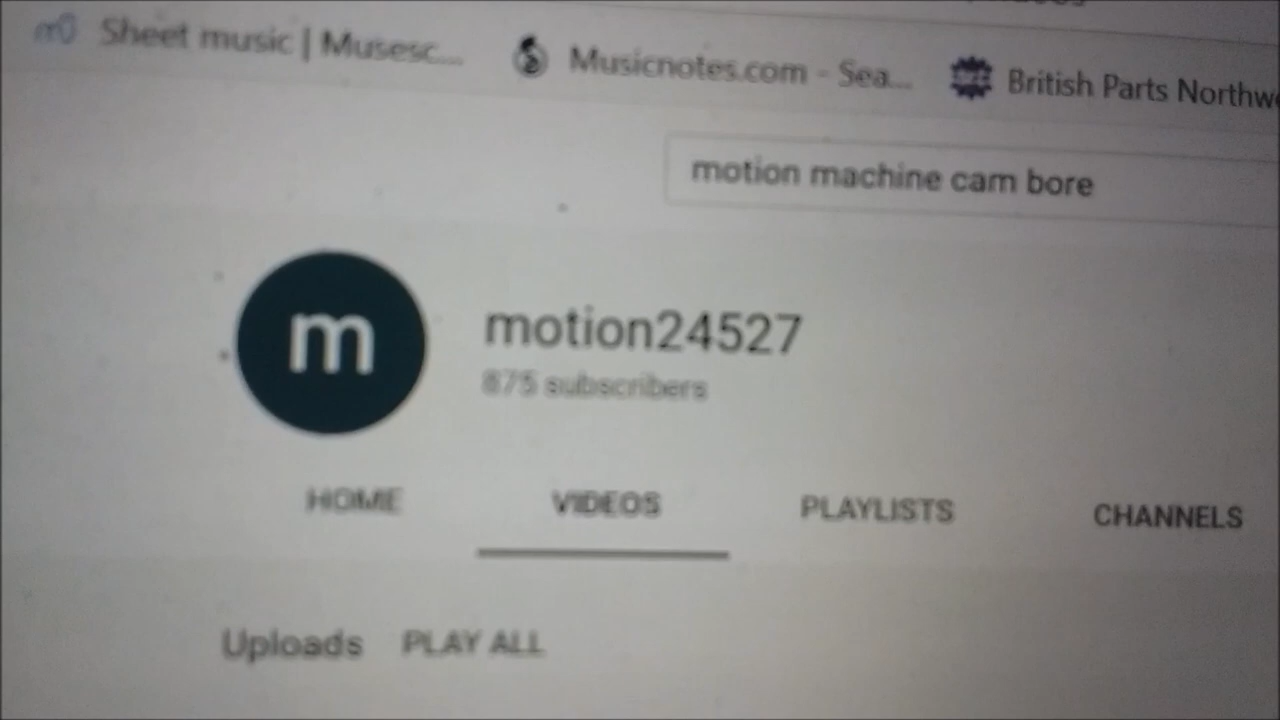 Sheet music | Musesc...
Musicnotes.com - Sea...
British Parts Northwe
motion machine cam bore
m
motion24527
875 subscribers
HOME
VIDEOS
PLAYLISTS
CHANNELS
Uploads
PLAY ALL